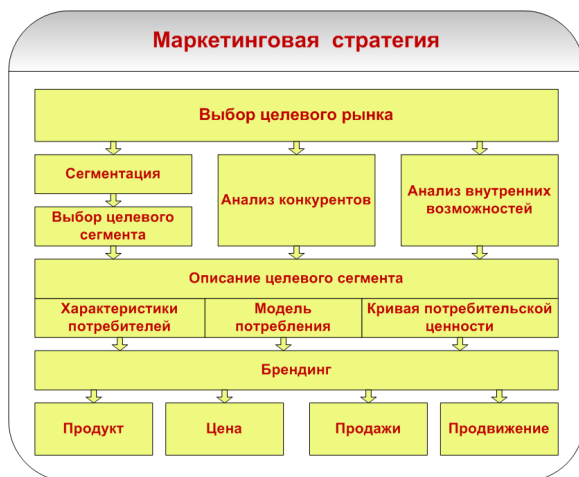 Маркетинговая стратегия
Выбор целевого рынка
Сегментация
Выбор целевого
сегмента
Анализ конкурентов
Анализ внутренних
возможностей
Описание целевого сегмента
Характеристики
потребителей
Модель
потребления
Кривая потребительской
ценности
Брендинг
Продукт
Цена
Продажи
Продвижение